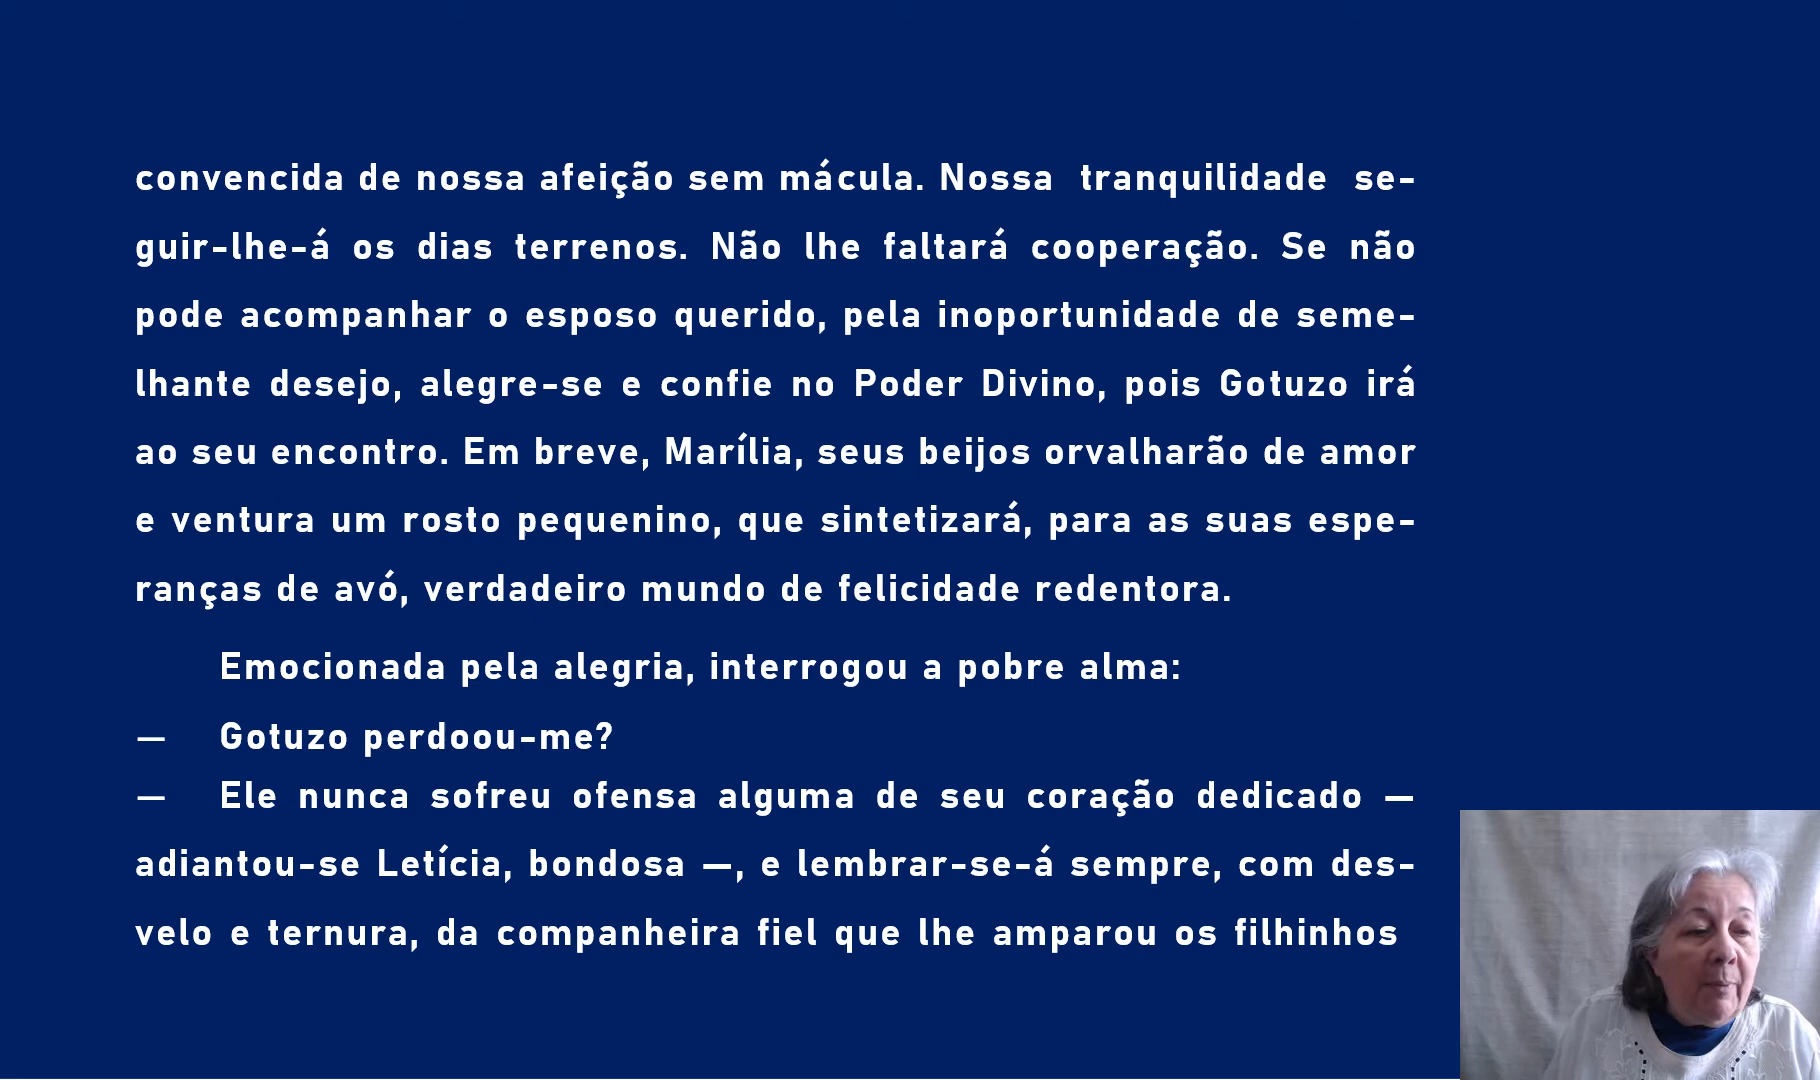 convencida de nossa afeição sem mácula. Nossa tranquilidade se-
guir-lhe-á os dias terrenos. Não lhe faltará cooperação. Se não
pode acompanhar o esposo querido, pela inoportunidade de seme-
lhante desejo, alegre-se e confie no Poder Divino, pois Gotuzo irá
ao seu encontro. Em breve, Marília, seus beijos orvalharão de amor
e ventura um rosto pequenino, que sintetizará, para as suas espe-
ranças de avó, verdadeiro mundo de felicidade redentora.
Emocionada pela alegria, interrogou a pobre alma:
— Gotuzo perdoou-me?
— Ele nunca sofreu ofensa alguma de seu coração dedicado —
adiantou-se Letícia, bondosa —, e lembrar-se-á sempre, com des-
velo e ternura, da companheira fiel que lhe amparou os filhinhos